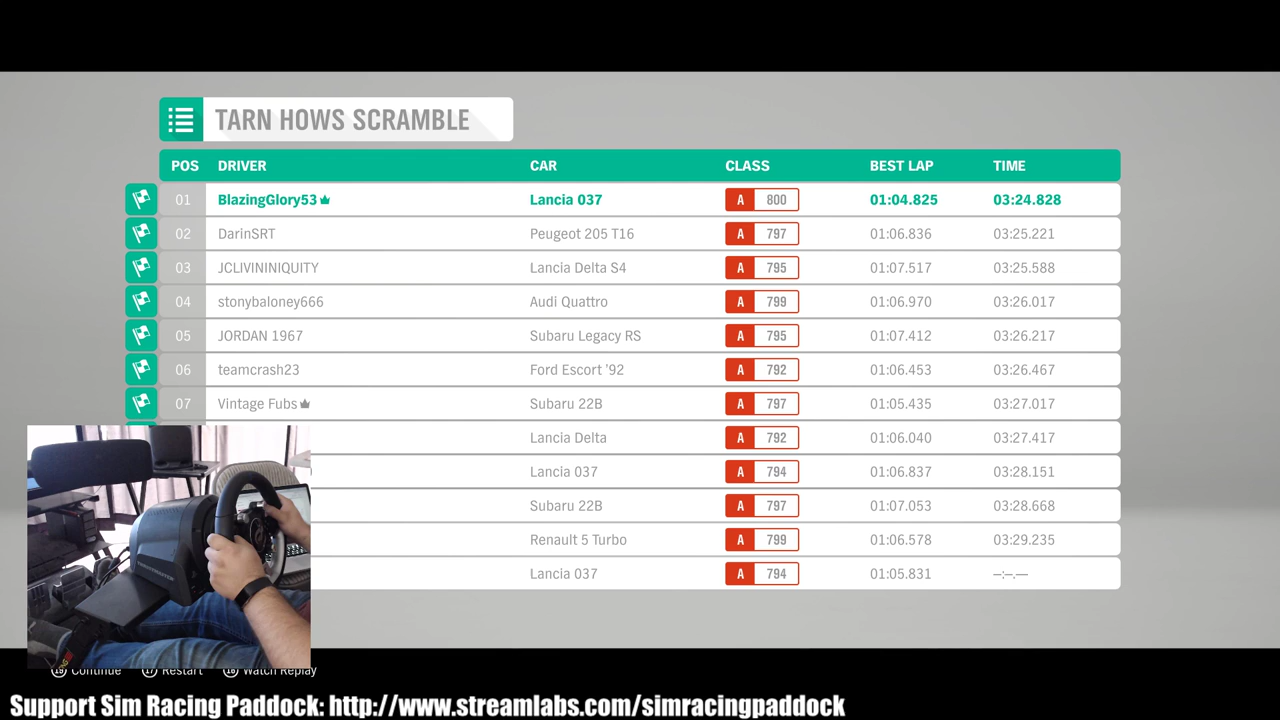 TARN HOWS SCRAMBLE
POS DRIVER CAR CLASS BEST LAP TIME
01 BlazingGlory53 Lancia 037 A 800 01:04.825 03:24.828
02 DarinSRT Peugeot 205 T16 A 797 01:06.836 03:25.221
03 JCLIVININIQUITY Lancia Delta S4 A 795 01:07.517 03:25.588
04 stonybaloney666 Audi Quattro A 799 01:06.970 03:26.017
05 JORDAN 1967 Subaru Legacy RS A 795 01:07.412 03:26.217
06 teamcrash23 Ford Escort '92 A 792 01:06.453 03:26.467
07 Vintage Fubs Subaru 22B A 797 01:05.435 03:27.017
Lancia Delta A 792 01:06.040 03:27.417
Lancia 037 A 794 01:06.837 03:28.151
Subaru 22B A 797 01:07.053 03:28.668
Renault 5 Turbo A 799 01:06.578 03:29.235
Lancia 037 A 794 01:05.831 --:--.---
THRUSTMASTER
Continue Restart Watch Replay
Support Sim Racing Paddock: http://www.streamlabs.com/simracingpaddock